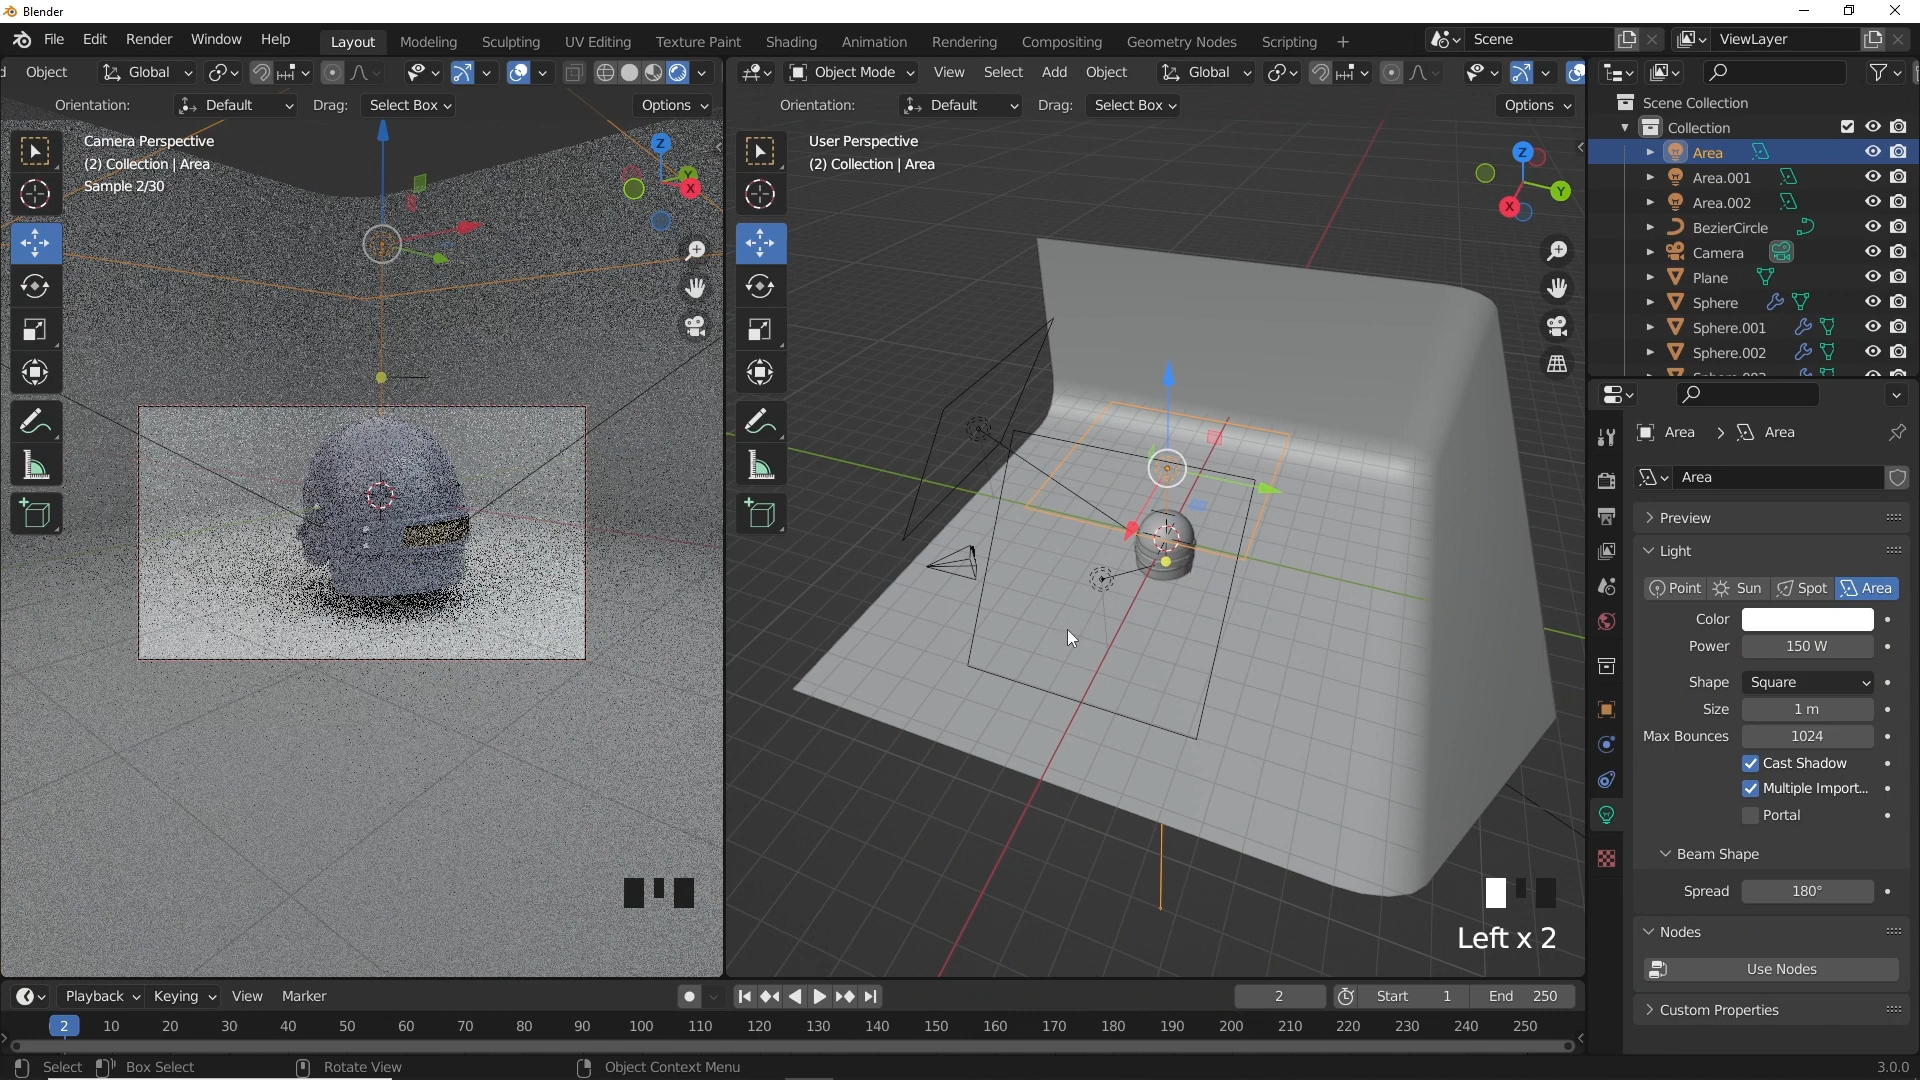 Blender
File Edit Render Window Help
Layout Modeling Sculpting UV Editing Texture Paint Shading Animation Rendering Compositing Geometry Nodes Scripting +
Scene
ViewLayer
Object Global
Object Mode View Select Add Object Global
Orientation: Default Drag: Select Box Options
Orientation: Default Drag: Select Box Options
Camera Perspective
(2) Collection | Area
Sample 2/30
Z
Y
X
User Perspective
(2) Collection | Area
Z
Y
X
Left x 2
Scene Collection
Collection
Area
Area.001
Area.002
BezierCircle
Camera
Plane
Sphere
Sphere.001
Sphere.002
Area > Area
Area
Preview
Light
Point Sun Spot Area
Color
Power 150 W
Shape Square
Size 1 m
Max Bounces 1024
Cast Shadow
Multiple Import...
Portal
Beam Shape
Spread 180°
Nodes
Use Nodes
Custom Properties
Playback Keying View Marker
2
Start 1 End 250
2 10 20 30 40 50 60 70 80 90 100 110 120 130 140 150 160 170 180 190 200 210 220 230 240 250
Select Box Select Rotate View Object Context Menu
3.0.0